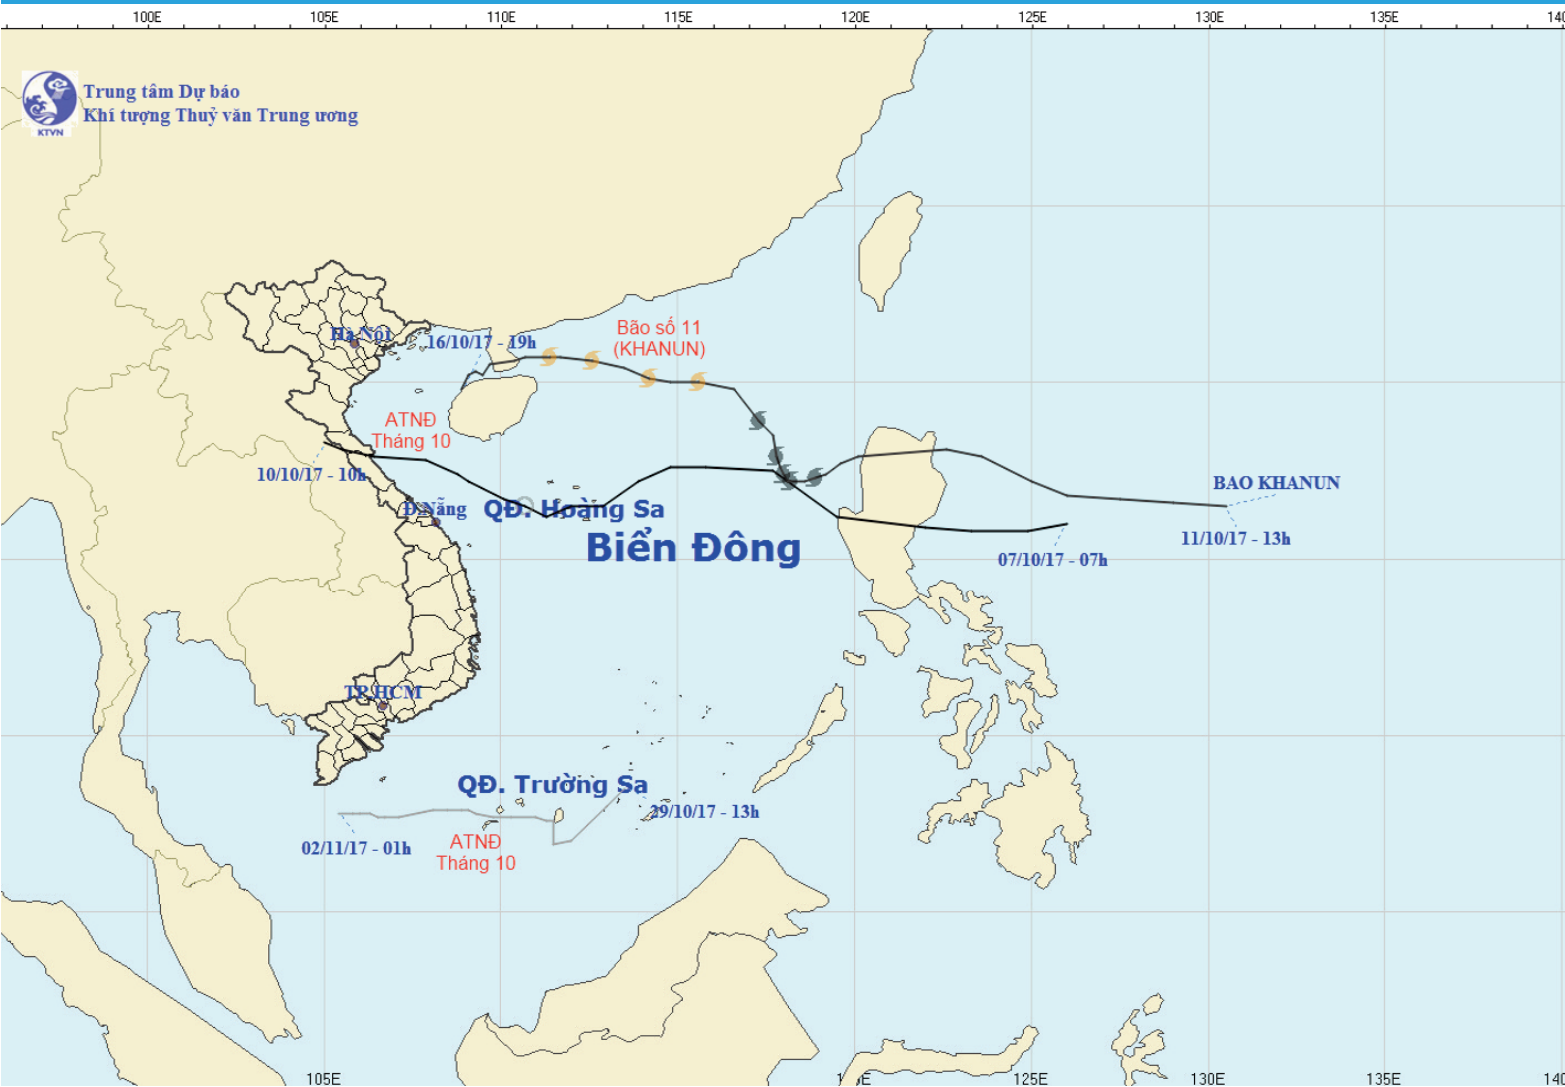 100E 105E 110E 115E 120E 125E 130E 135E 140
Trung tâm Dự báo
Khí tượng Thuỷ văn Trung ương
KTVN
Hà Nội
16/10/17 - 19h
Bão số 11
(KHANUN)
ATNĐ
Tháng 10
10/10/17 - 10h
BAO KHANUN
Đ.Nẵng
QĐ. Hoàng Sa
11/10/17 - 13h
Biển Đông
07/10/17 - 07h
TP.HCM
QĐ. Trường Sa
29/10/17 - 13h
02/11/17 - 01h
ATNĐ
Tháng 10
105E 125E 130E 135E 140